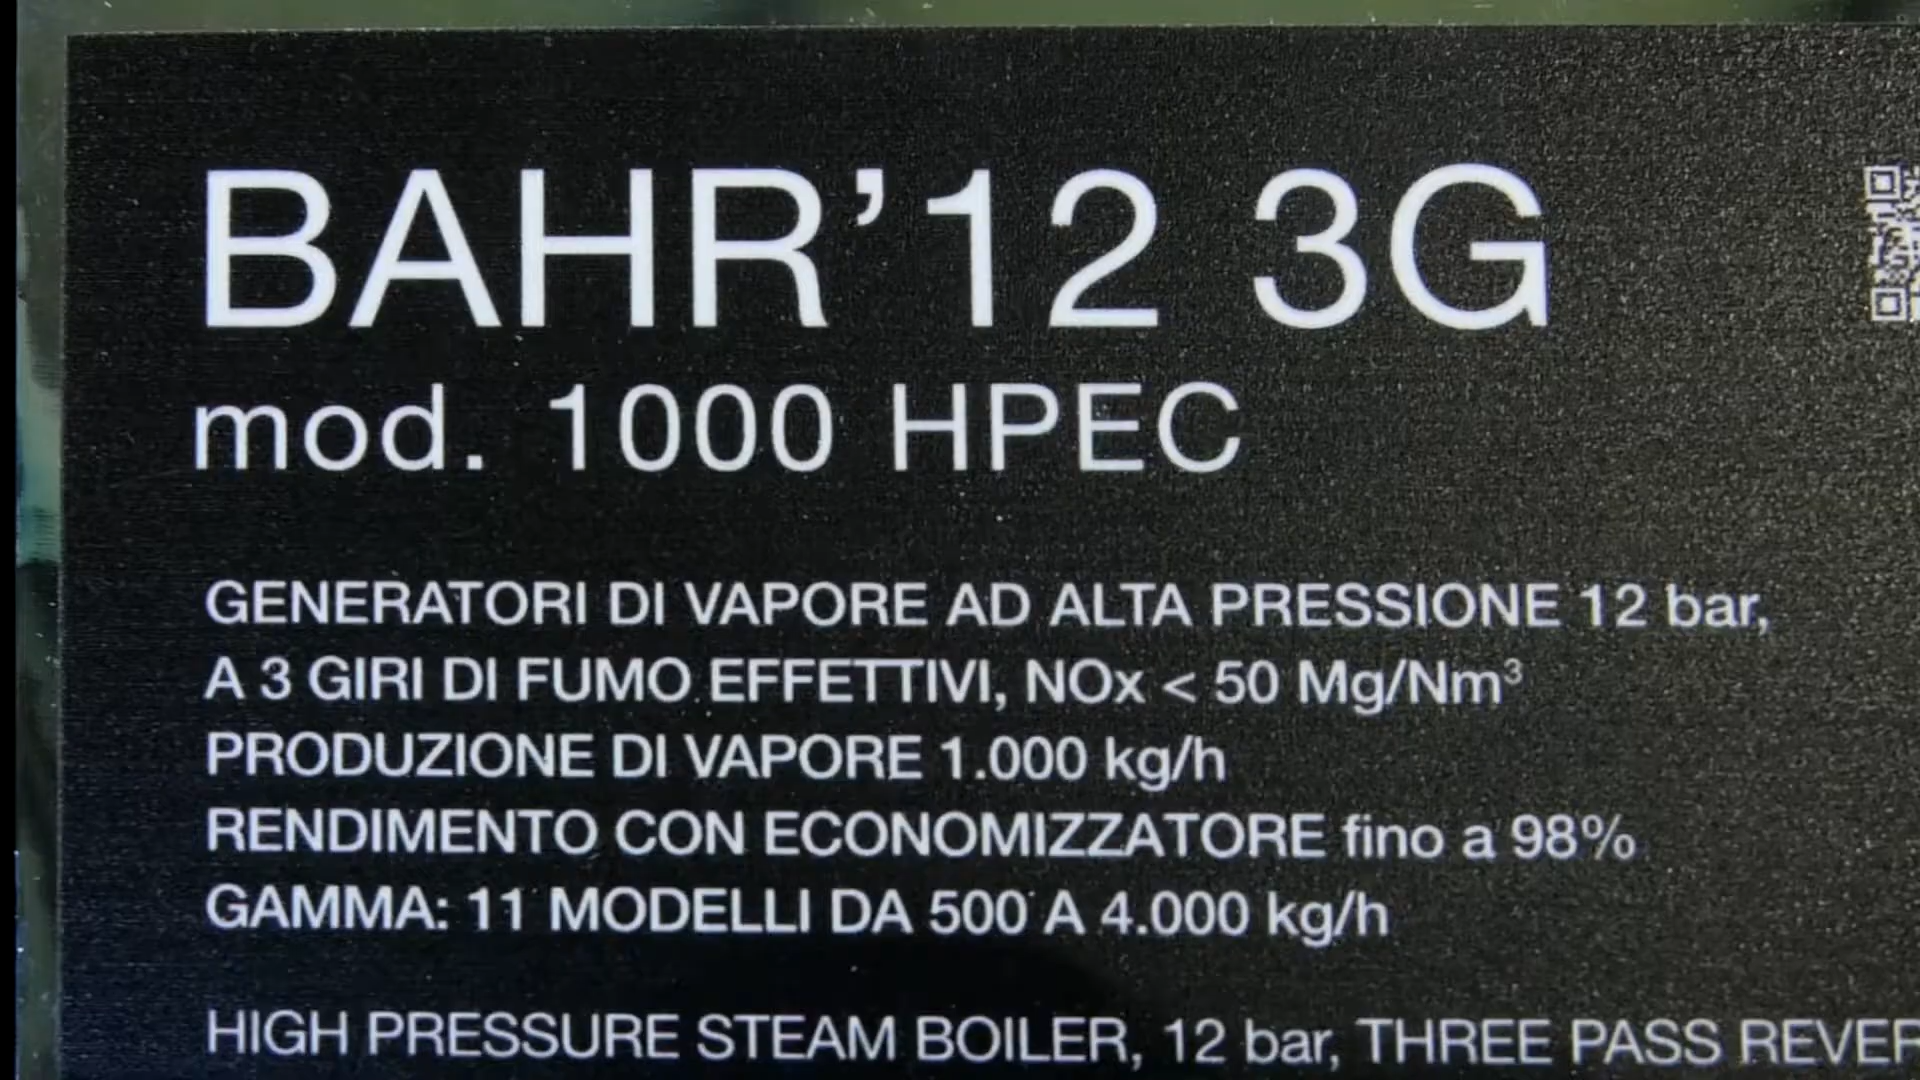 BAHR’12 3G
mod. 1000 HPEC
GENERATORI DI VAPORE AD ALTA PRESSIONE 12 bar,
A 3 GIRI DI FUMO EFFETTIVI, NOx < 50 Mg/Nm³
PRODUZIONE DI VAPORE 1.000 kg/h
RENDIMENTO CON ECONOMIZZATORE fino a 98%
GAMMA: 11 MODELLI DA 500 A 4.000 kg/h
HIGH PRESSURE STEAM BOILER, 12 bar, THREE PASS